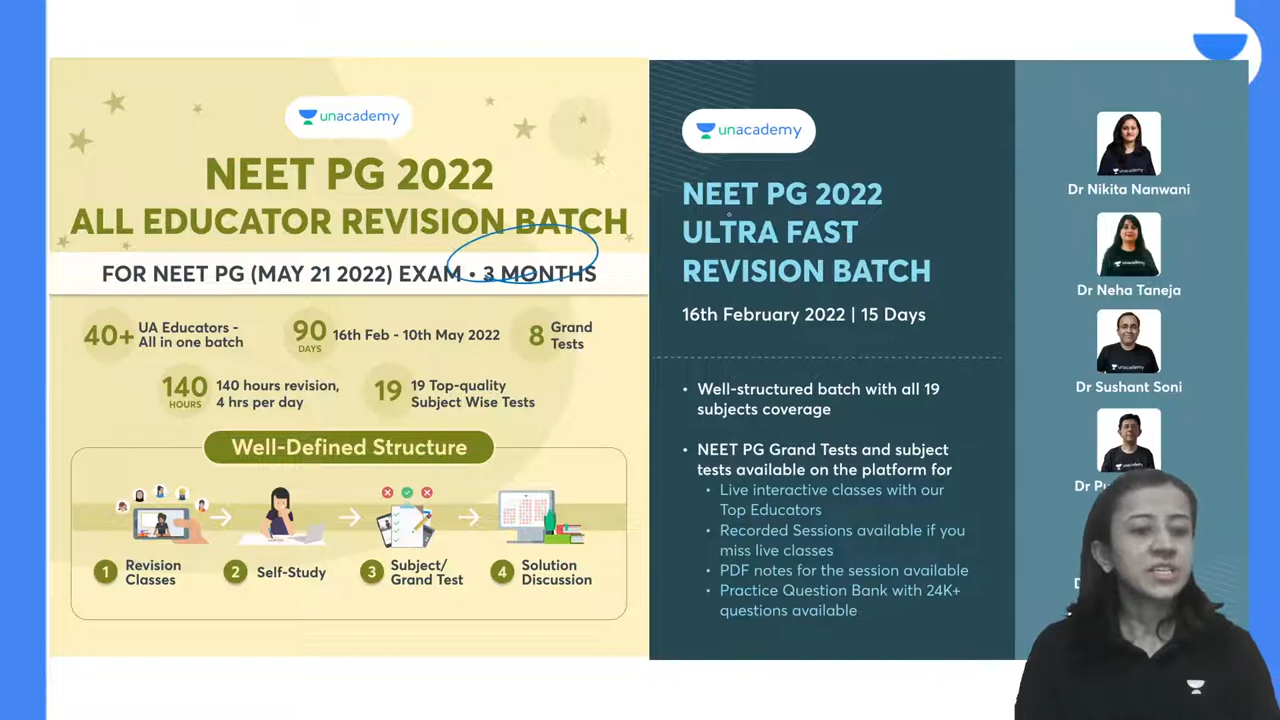 unacademy
NEET PG 2022
ALL EDUCATOR REVISION BATCH
FOR NEET PG (MAY 21 2022) EXAM • 3 MONTHS
40+
UA Educators -
All in one batch
90
DAYS
16th Feb - 10th May 2022
8
Grand
Tests
140
HOURS
140 hours revision,
4 hrs per day
19
19 Top-quality
Subject Wise Tests
Well-Defined Structure
1
Revision
Classes
2
Self-Study
3
Subject/
Grand Test
4
Solution
Discussion
unacademy
NEET PG 2022
ULTRA FAST
REVISION BATCH
16th February 2022 | 15 Days
• Well-structured batch with all 19
subjects coverage
• NEET PG Grand Tests and subject
tests available on the platform for
• Live interactive classes with our
Top Educators
• Recorded Sessions available if you
miss live classes
• PDF notes for the session available
• Practice Question Bank with 24K+
questions available
unacademy
Dr Nikita Nanwani
unacademy
Dr Neha Taneja
unacademy
Dr Sushant Soni
unacademy
Dr